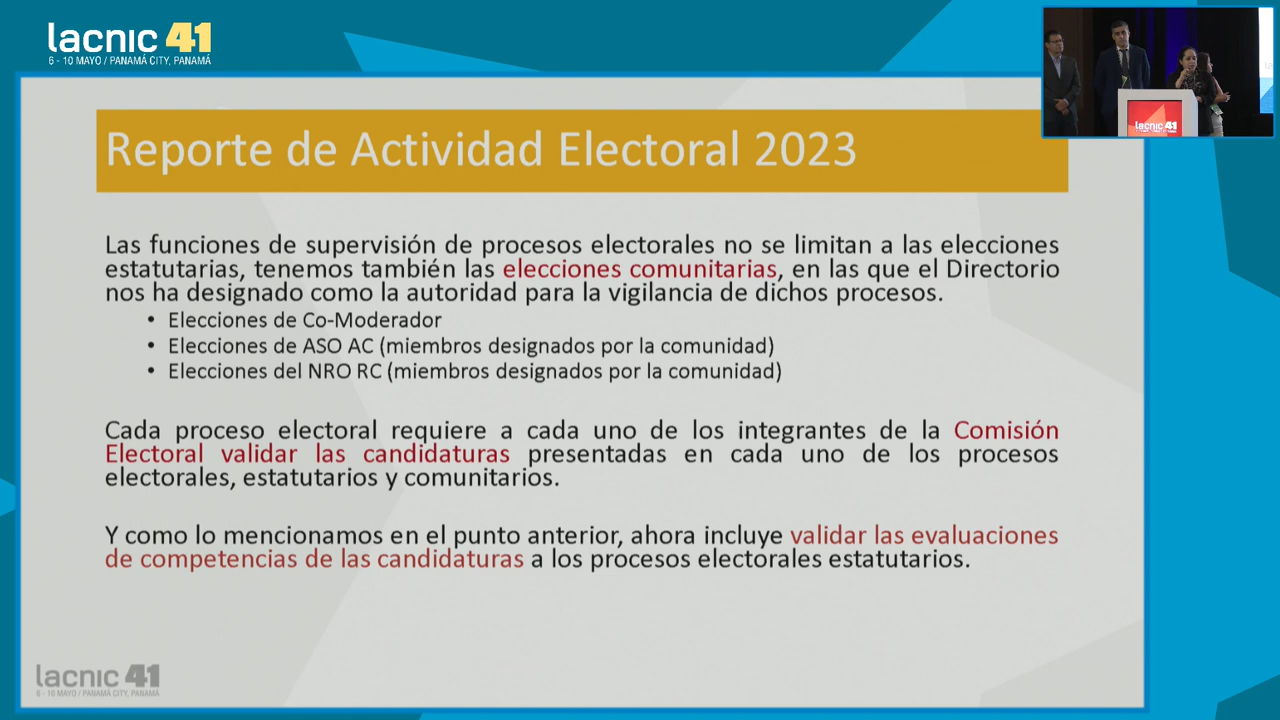 lacnic 41
6 - 10 MAYO / PANAMÁ CITY, PANAMÁ
lacnic 41
Reporte de Actividad Electoral 2023
Las funciones de supervisión de procesos electorales no se limitan a las elecciones
estatutarias, tenemos también las elecciones comunitarias, en las que el Directorio
nos ha designado como la autoridad para la vigilancia de dichos procesos.
• Elecciones de Co-Moderador
• Elecciones de ASO AC (miembros designados por la comunidad)
• Elecciones del NRO RC (miembros designados por la comunidad)
Cada proceso electoral requiere a cada uno de los integrantes de la Comisión
Electoral validar las candidaturas presentadas en cada uno de los procesos
electorales, estatutarios y comunitarios.
Y como lo mencionamos en el punto anterior, ahora incluye validar las evaluaciones
de competencias de las candidaturas a los procesos electorales estatutarios.
lacnic 41
6 - 10 MAYO / PANAMÁ CITY, PANAMÁ